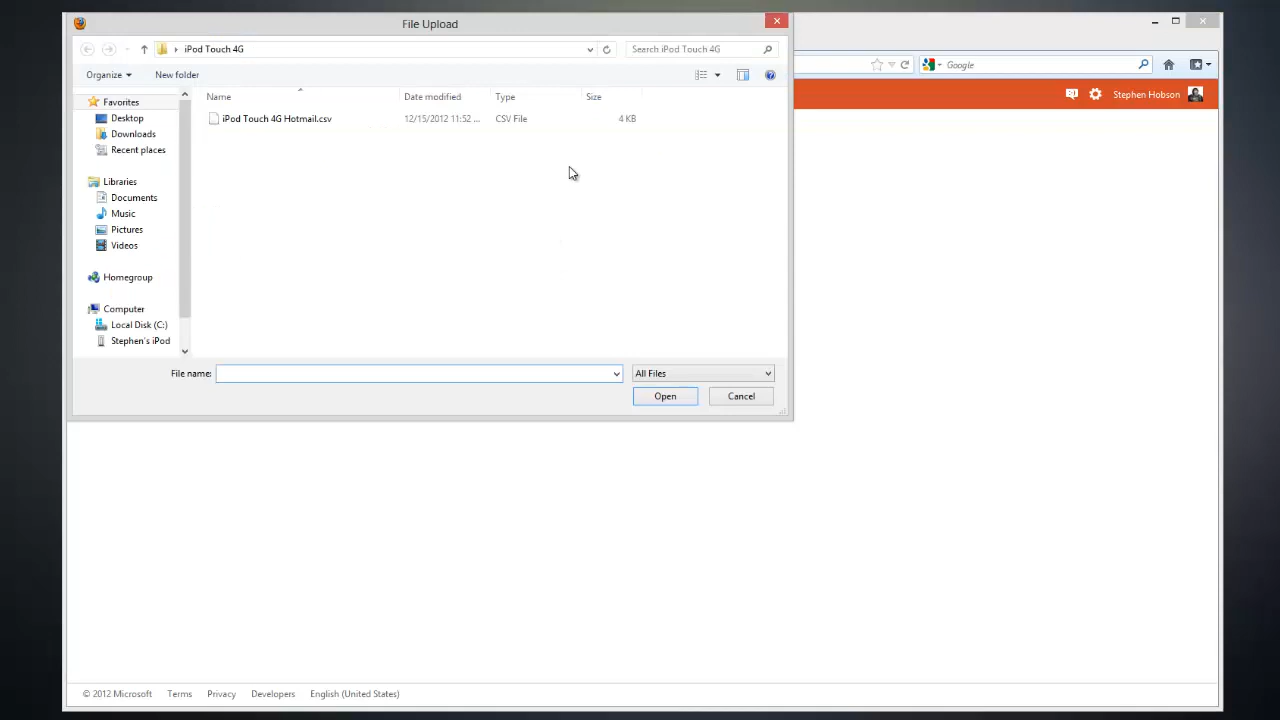 File Upload
iPod Touch 4G
Search iPod Touch 4G
Google
Organize
New folder
Stephen Hobson
Name
Date modified
Type
Size
iPod Touch 4G Hotmail.csv
12/15/2012 11:52 ...
CSV File
4 KB
Favorites
Desktop
Downloads
Recent places
Libraries
Documents
Music
Pictures
Videos
Homegroup
Computer
Local Disk (C:)
Stephen's iPod
File name:
All Files
Open
Cancel
© 2012 Microsoft
Terms
Privacy
Developers
English (United States)